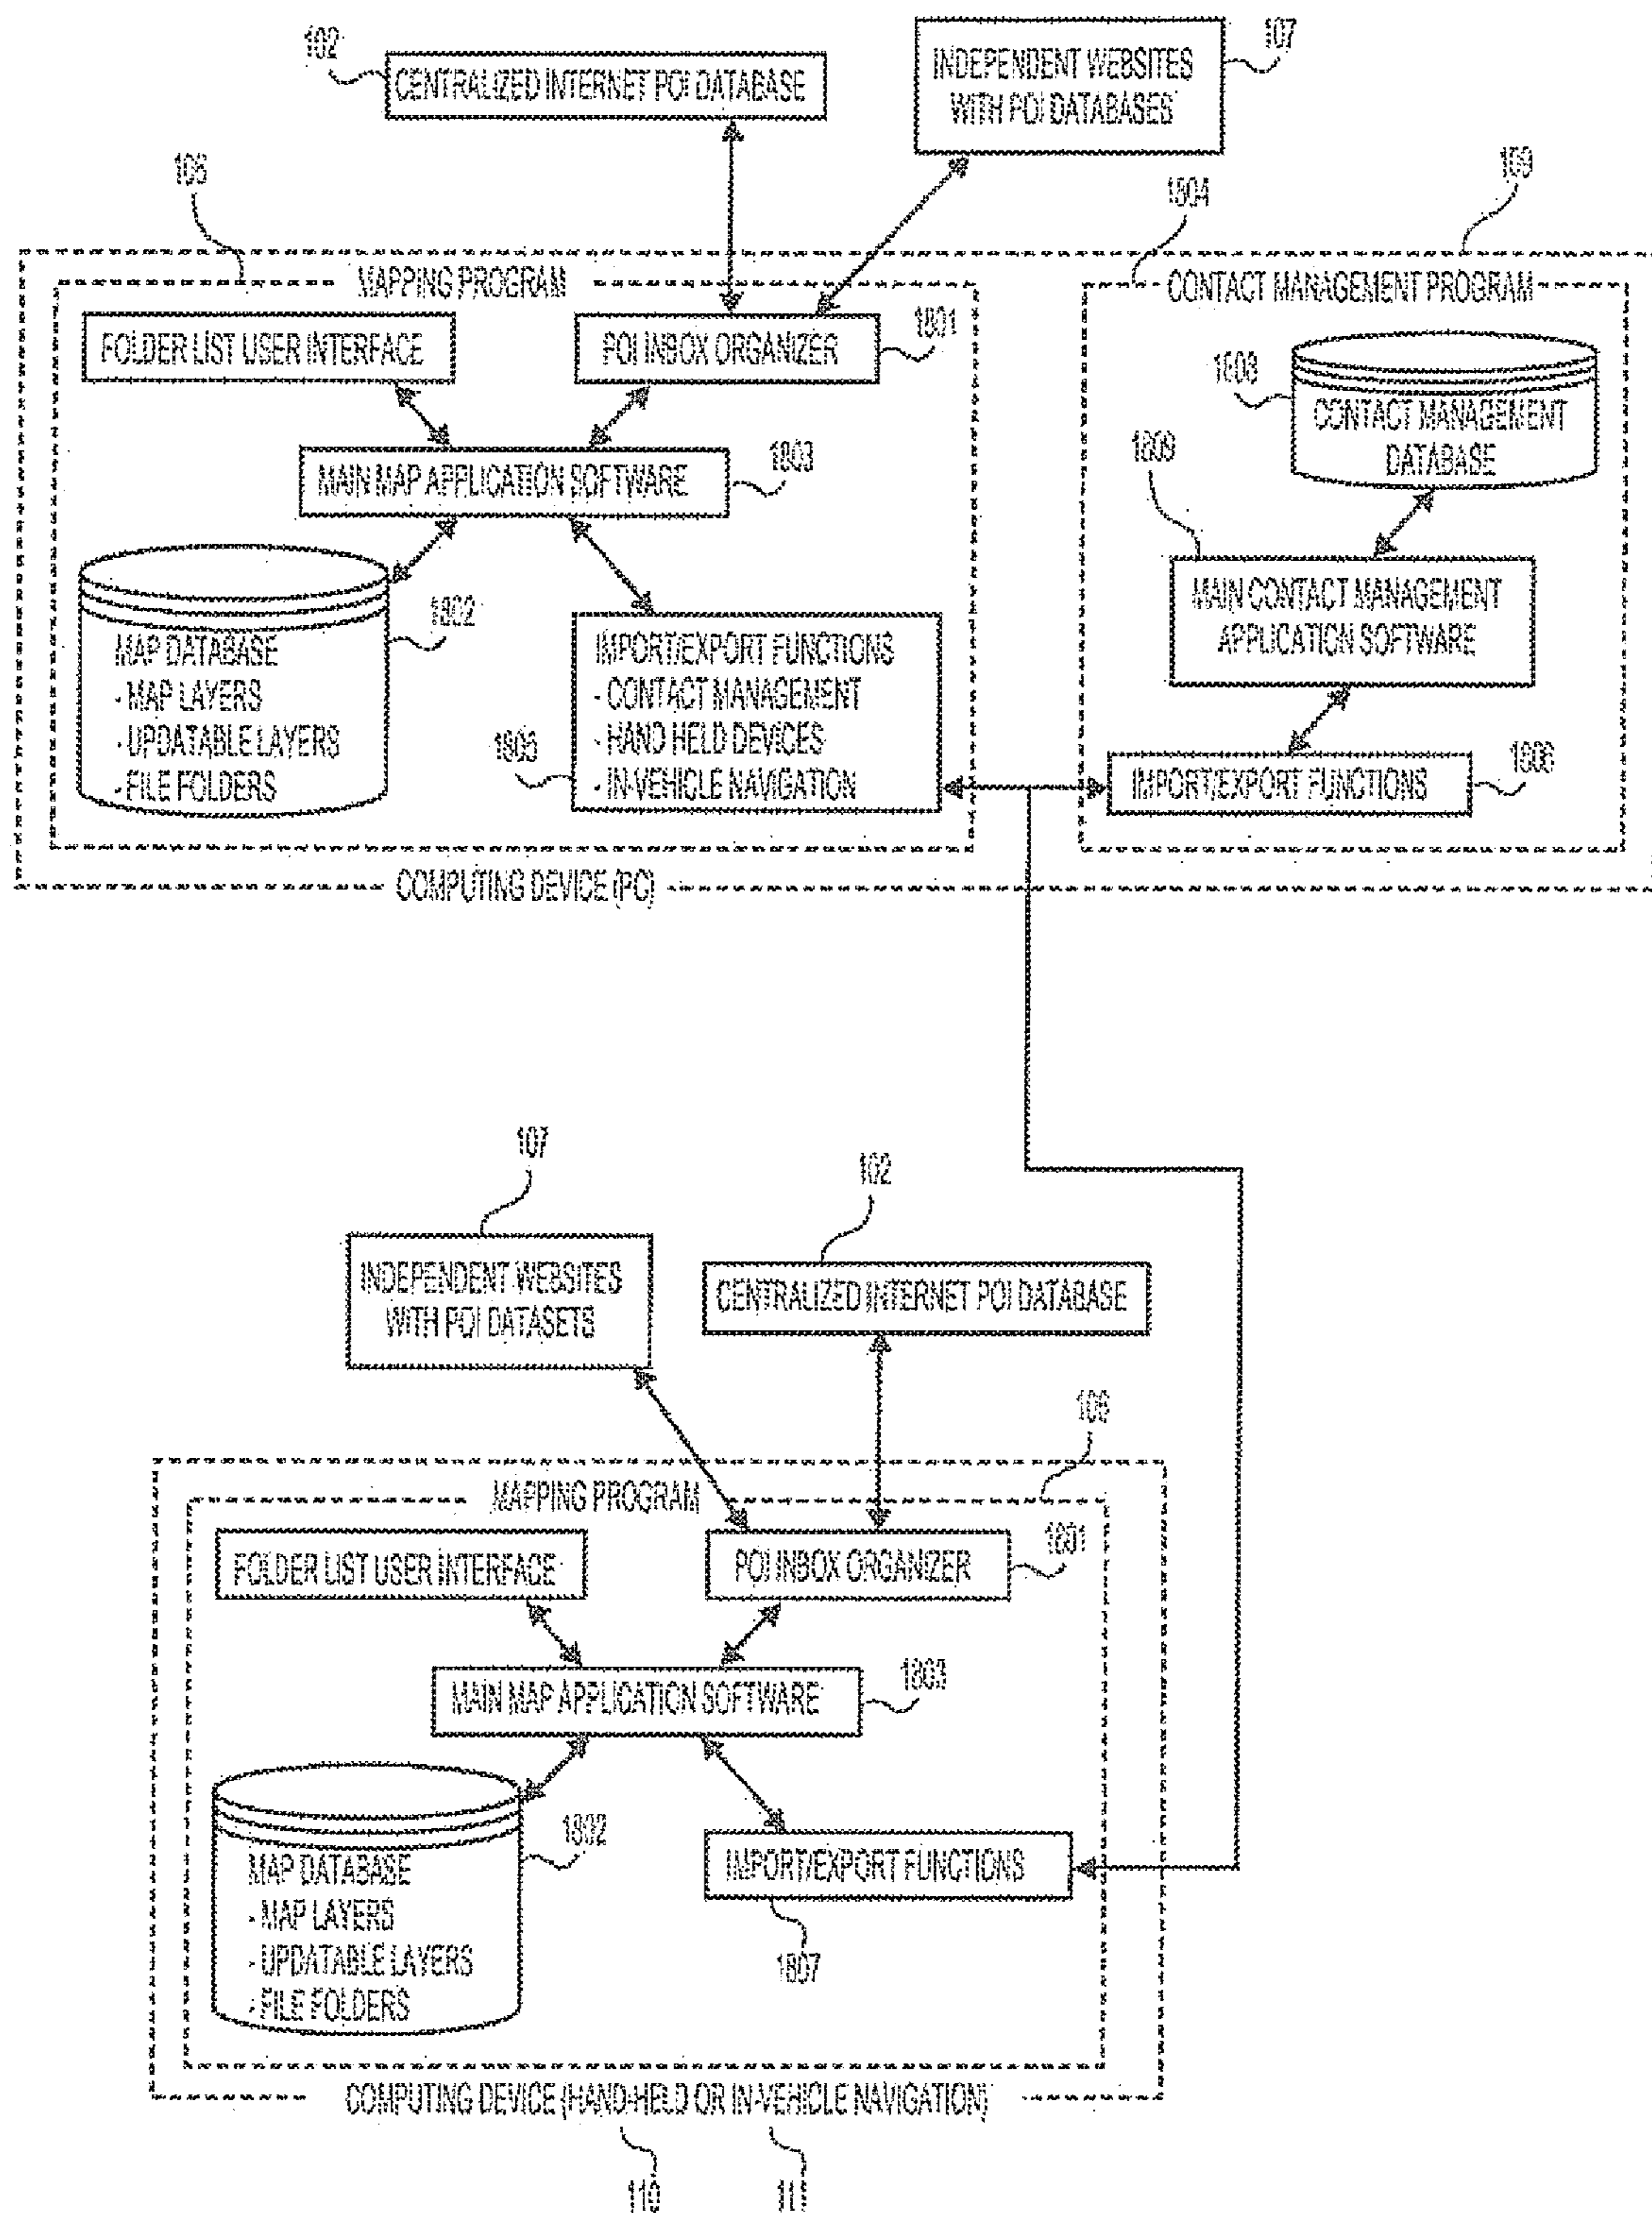 102
CENTRALIZED INTERNET POI DATABASE
INDEPENDENT WEBSITES
WITH POI DATABASES
107
106
1804
109
MAPPING PROGRAM
CONTACT MANAGEMENT PROGRAM
FOLDER LIST USER INTERFACE
POI INBOX ORGANIZER
1801
1808
CONTACT MANAGEMENT
DATABASE
MAIN MAP APPLICATION SOFTWARE
1803
1809
MAIN CONTACT MANAGEMENT
APPLICATION SOFTWARE
1802
MAP DATABASE
- MAP LAYERS
- UPDATABLE LAYERS
- FILE FOLDERS
IMPORT/EXPORT FUNCTIONS
- CONTACT MANAGEMENT
- HAND HELD DEVICES
- IN-VEHICLE NAVIGATION
1805
IMPORT/EXPORT FUNCTIONS
1806
COMPUTING DEVICE (PC)
107
102
INDEPENDENT WEBSITES
WITH POI DATASETS
CENTRALIZED INTERNET POI DATABASE
106
MAPPING PROGRAM
FOLDER LIST USER INTERFACE
POI INBOX ORGANIZER
1801
MAIN MAP APPLICATION SOFTWARE
1803
1802
MAP DATABASE
- MAP LAYERS
- UPDATABLE LAYERS
- FILE FOLDERS
IMPORT/EXPORT FUNCTIONS
1807
COMPUTING DEVICE (HAND-HELD OR IN-VEHICLE NAVIGATION)
110
111